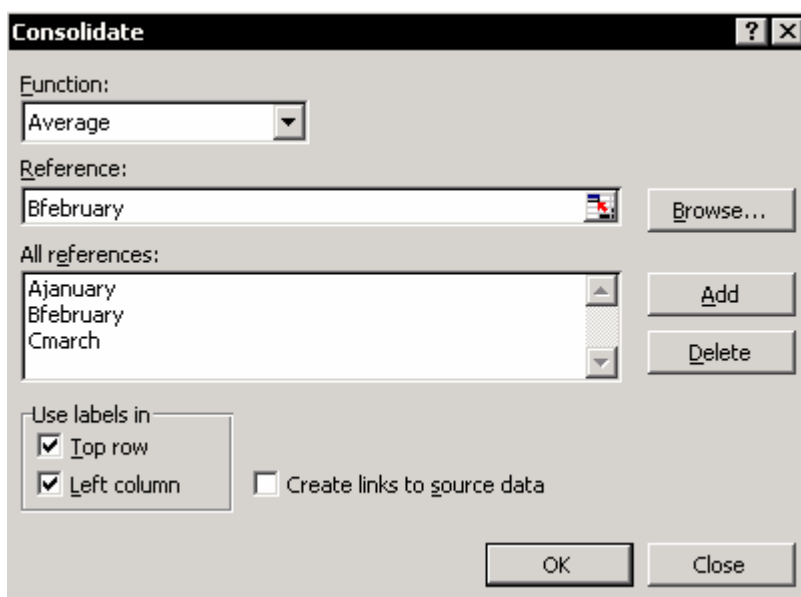 Consolidate
Function:
Average
Reference:
Bfebruary
Browse...
All references:
Ajanuary
Bfebruary
Cmarch
Add
Delete
Use labels in
Top row
Left column
Create links to source data
OK
Close